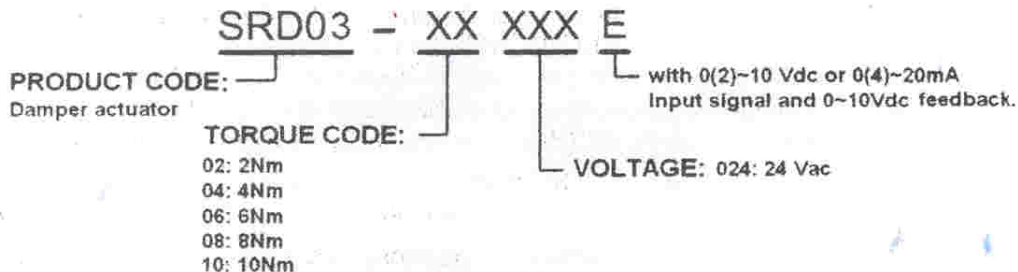 SRD03 – XX XXX E
PRODUCT CODE:
Damper actuator
with 0(2)~10 Vdc or 0(4)~20mA
Input signal and 0~10Vdc feedback.
TORQUE CODE:
02: 2Nm
04: 4Nm
06: 6Nm
08: 8Nm
10: 10Nm
VOLTAGE: 024: 24 Vac